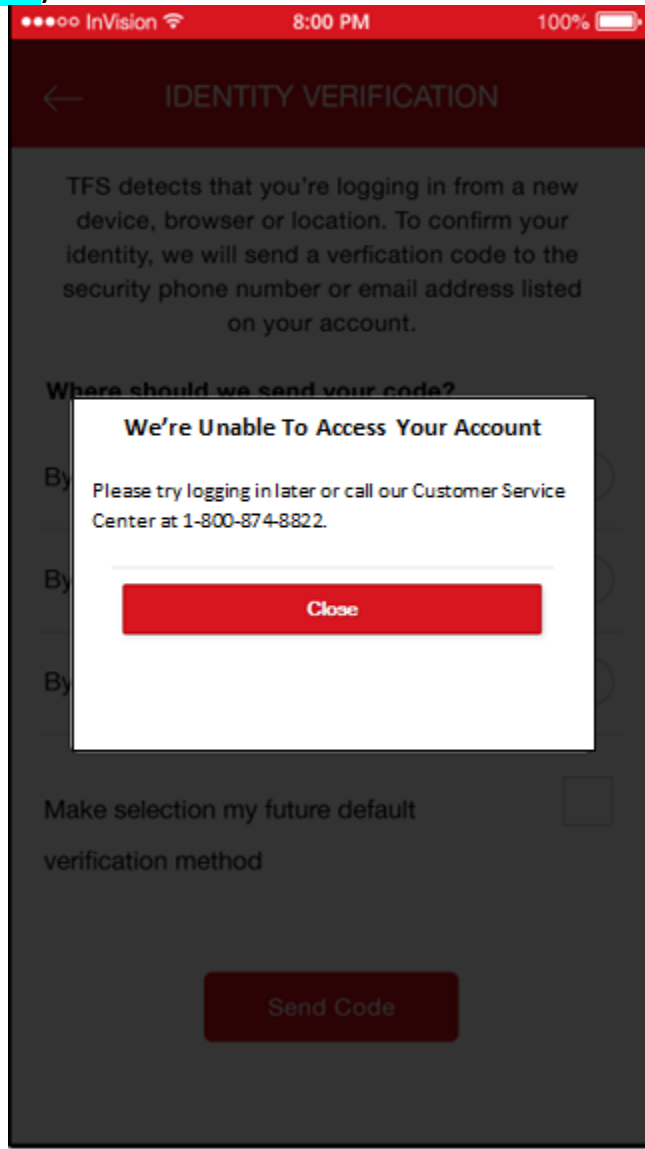 InVision 8:00 PM 100%
IDENTITY VERIFICATION
TFS detects that you're logging in from a new
device, browser or location. To confirm your
identity, we will send a verfication code to the
security phone number or email address listed
on your account.
Where should we send your code?
We're Unable To Access Your Account
By
Please try logging in later or call our Customer Service
Center at 1-800-874-8822.
By
Close
By
Make selection my future default
verification method
Send Code